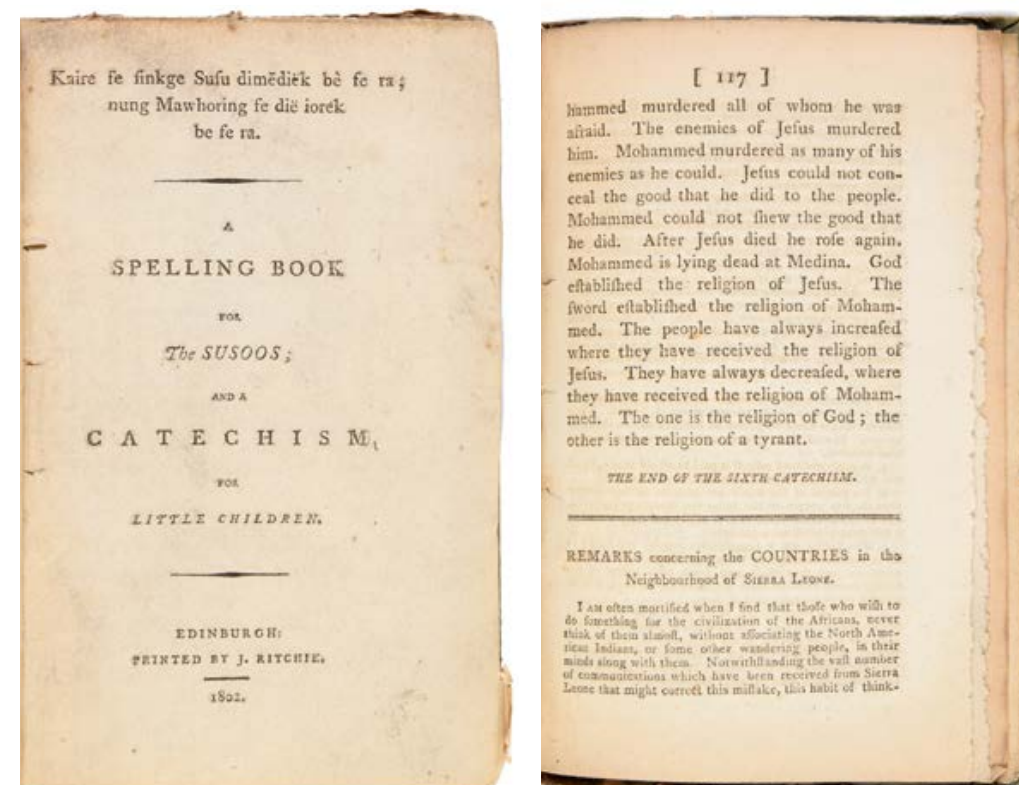 Kaire fe ſinkge Suſu dimēdiĕk bè fe ra;
nung Mawhoring fe diē iorék
be fe ra.
A
SPELLING BOOK
FOR
The SUSOOS;
AND A
CATECHISM,
FOR
LITTLE CHILDREN.
EDINBURGH:
PRINTED BY J. RITCHIE.
1802.
[ 117 ]
hammed murdered all of whom he was
afraid. The enemies of Jeſus murdered
him. Mohammed murdered as many of his
enemies as he could. Jeſus could not con-
ceal the good that he did to the people.
Mohammed could not ſhew the good that
he did. After Jeſus died he roſe again.
Mohammed is lying dead at Medina. God
eſtabliſhed the religion of Jeſus. The
ſword eſtabliſhed the religion of Moham-
med. The people have always increaſed
where they have received the religion of
Jeſus. They have always decreaſed, where
they have received the religion of Moham-
med. The one is the religion of God; the
other is the religion of a tyrant.
THE END OF THE SIXTH CATECHISM.
REMARKS concerning the COUNTRIES in the
Neighbourhood of SIERRA LEONE.
I AM often mortified when I find that thoſe who wiſh to
do ſomething for the civilization of the Africans, never
think of them almoſt, without aſſociating the North Ame-
rican Indians, or ſome other wandering people, in their
minds along with them. Notwithſtanding the vaſt number
of communications which have been received from Sierra
Leone that might correct this miſtake, this habit of think-